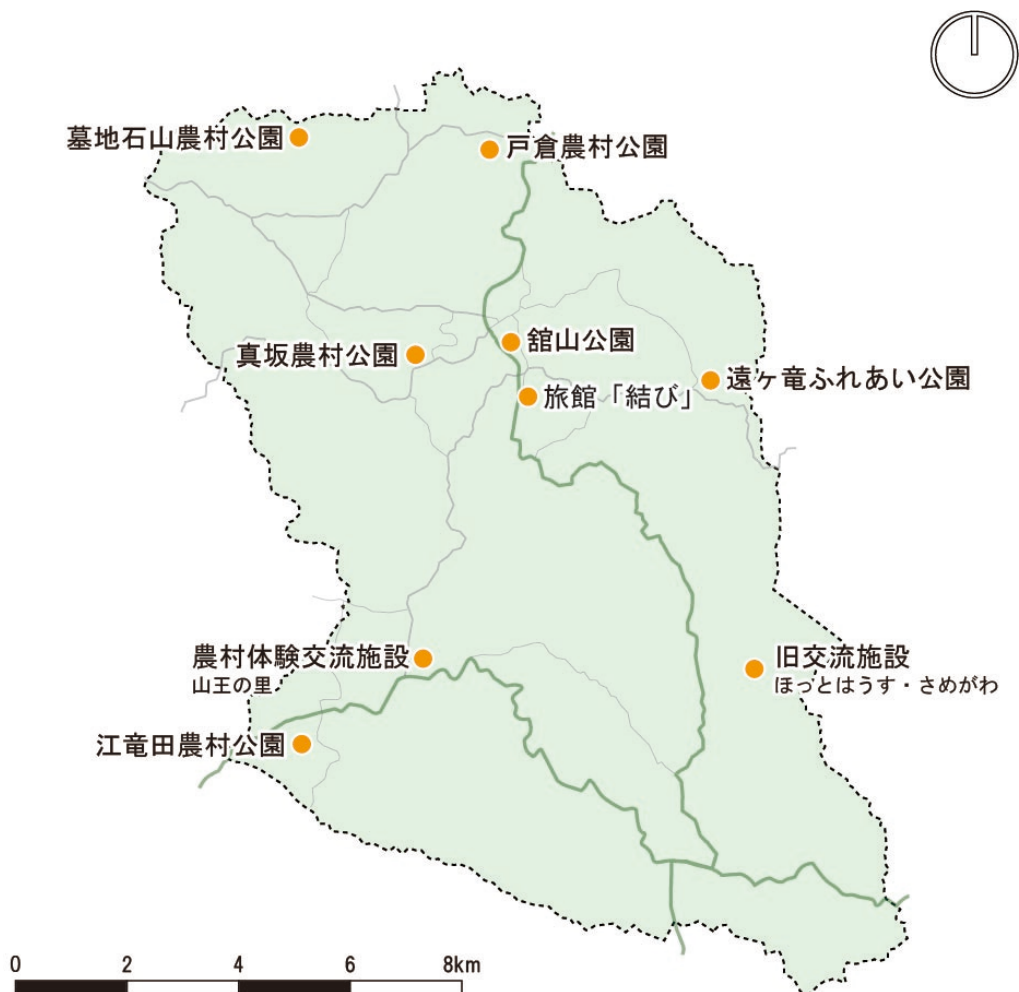 墓地石山農村公園
戸倉農村公園
舘山公園
真坂農村公園
遠ヶ竜ふれあい公園
旅館「結び」
農村体験交流施設
山王の里
旧交流施設
ほっとはうす・さめがわ
江竜田農村公園
0 2 4 6 8km